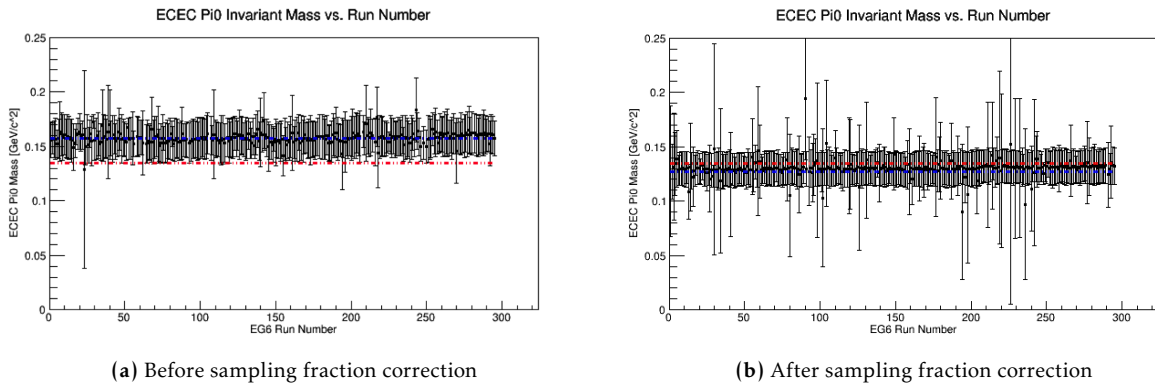 ECEC Pi0 Invariant Mass vs. Run Number
ECEC Pi0 Mass [GeV/c^2]
0.25
0.2
0.15
0.1
0.05
0
0 50 100 150 200 250 300
EG6 Run Number
(a) Before sampling fraction correction
ECEC Pi0 Invariant Mass vs. Run Number
ECEC Pi0 Mass [GeV/c^2]
0.25
0.2
0.15
0.1
0.05
0
0 50 100 150 200 250 300
EG6 Run Number
(b) After sampling fraction correction